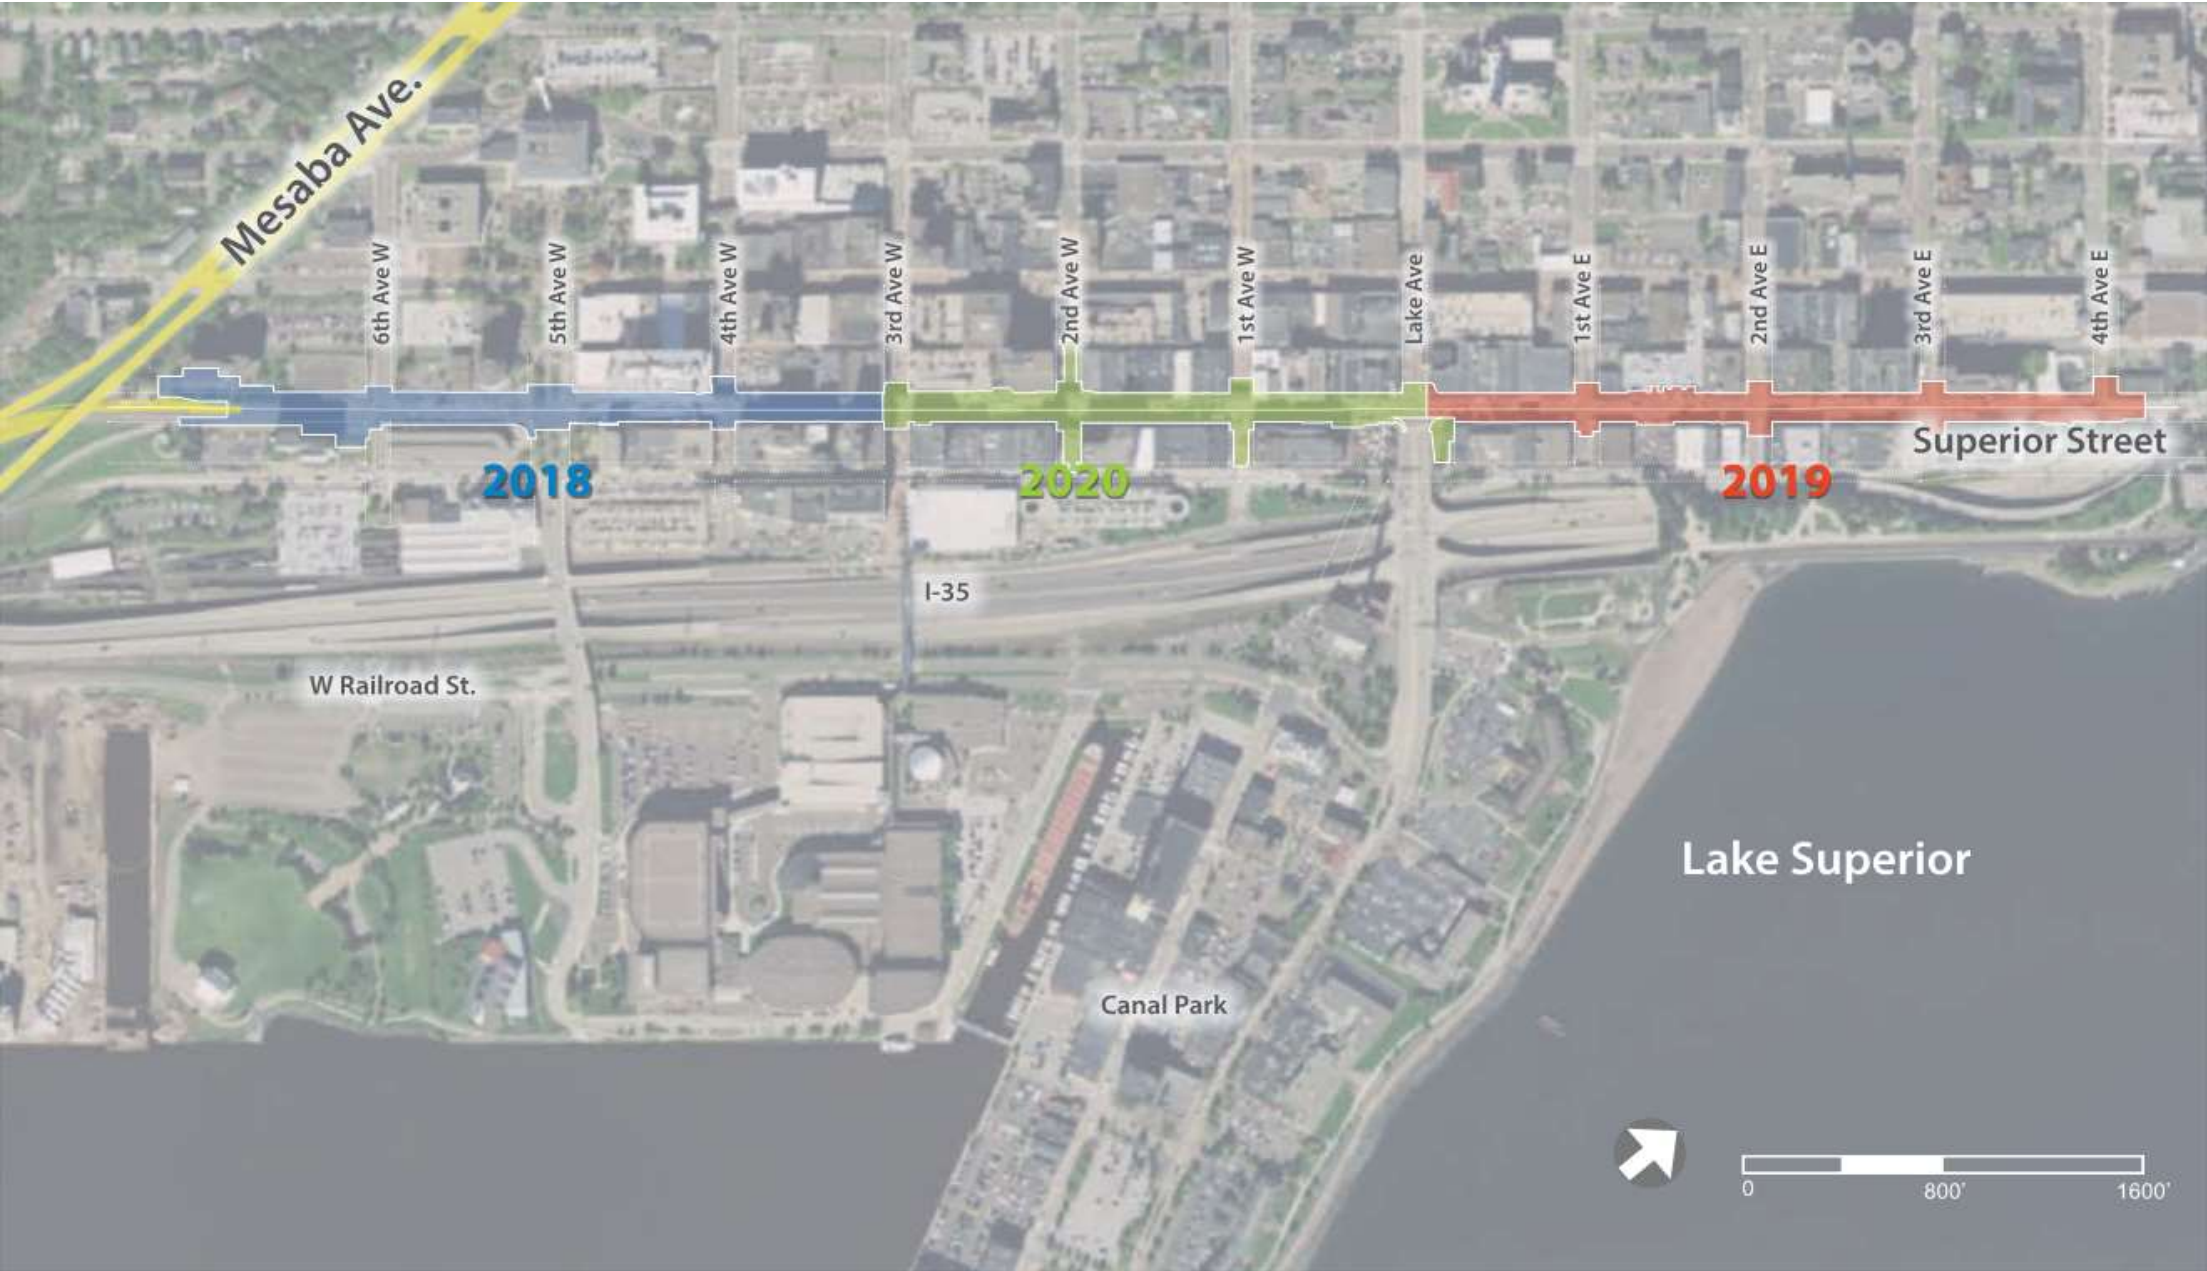 Mesaba Ave.
6th Ave W
5th Ave W
4th Ave W
3rd Ave W
2nd Ave W
1st Ave W
Lake Ave
1st Ave E
2nd Ave E
3rd Ave E
4th Ave E
Superior Street
2018
2020
2019
I-35
W Railroad St.
Lake Superior
Canal Park
0 800' 1600'